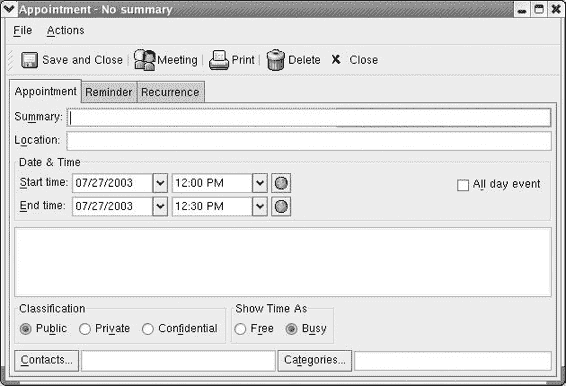 Appointment - No summary
File Actions
Save and Close Meeting Print Delete X Close
Appointment Reminder Recurrence
Summary:
Location:
Date & Time
Start time: 07/27/2003 12:00 PM All day event
End time: 07/27/2003 12:30 PM
Classification Show Time As
Public Private Confidential Free Busy
Contacts... Categories...